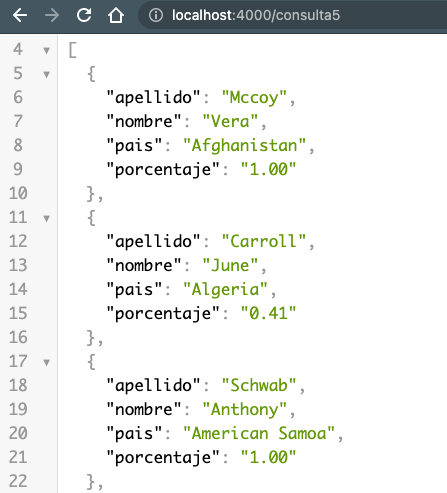 localhost:4000/consulta5
4 [
5 {
6 "apellido": "Mccoy",
7 "nombre": "Vera",
8 "pais": "Afghanistan",
9 "porcentaje": "1.00"
10 },
11 {
12 "apellido": "Carroll",
13 "nombre": "June",
14 "pais": "Algeria",
15 "porcentaje": "0.41"
16 },
17 {
18 "apellido": "Schwab",
19 "nombre": "Anthony",
20 "pais": "American Samoa",
21 "porcentaje": "1.00"
22 },